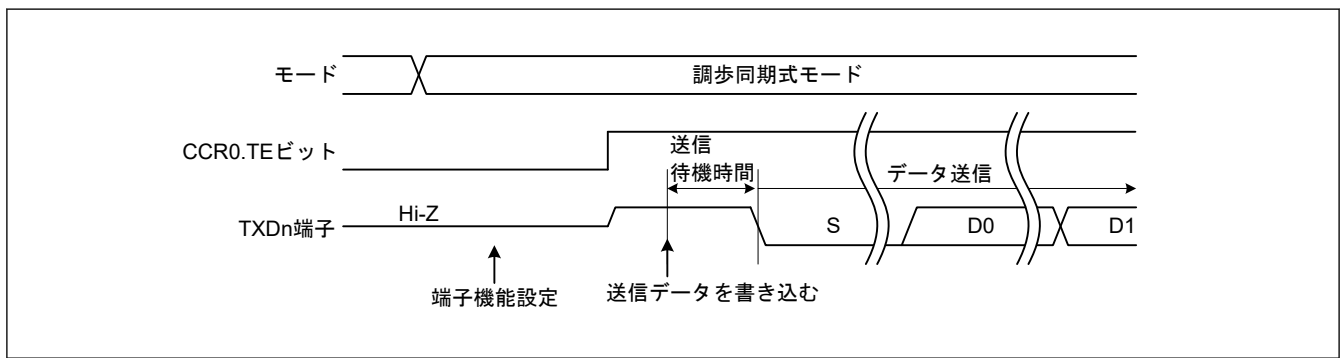 モード
調歩同期式モード
CCR0.TEビット
送信
待機時間
データ送信
TXDn端子
Hi-Z
S
D0
D1
端子機能設定
送信データを書き込む